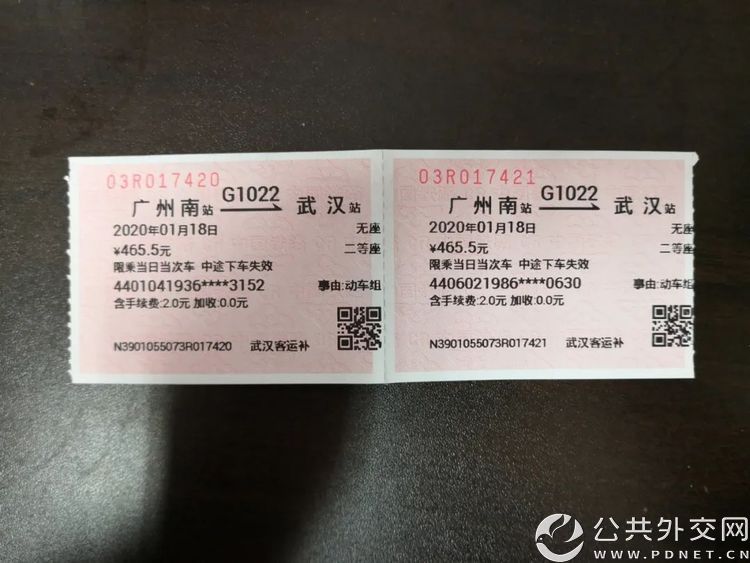 03R017420
广州南站 G1022 武汉站
2020年01月18日 无座
¥465.5元 二等座
限乘当日当次车 中途下车失效
4401041936****3152 事由:动车组
含手续费:2.0元 加收:0.0元
N3901055073R017420 武汉客运补
03R017421
广州南站 G1022 武汉站
2020年01月18日 无座
¥465.5元 二等座
限乘当日当次车 中途下车失效
4406021986****0630 事由:动车组
含手续费:2.0元 加收:0.0元
N3901055073R017421 武汉客运补
公共外交网
WWW.PDNET.CN